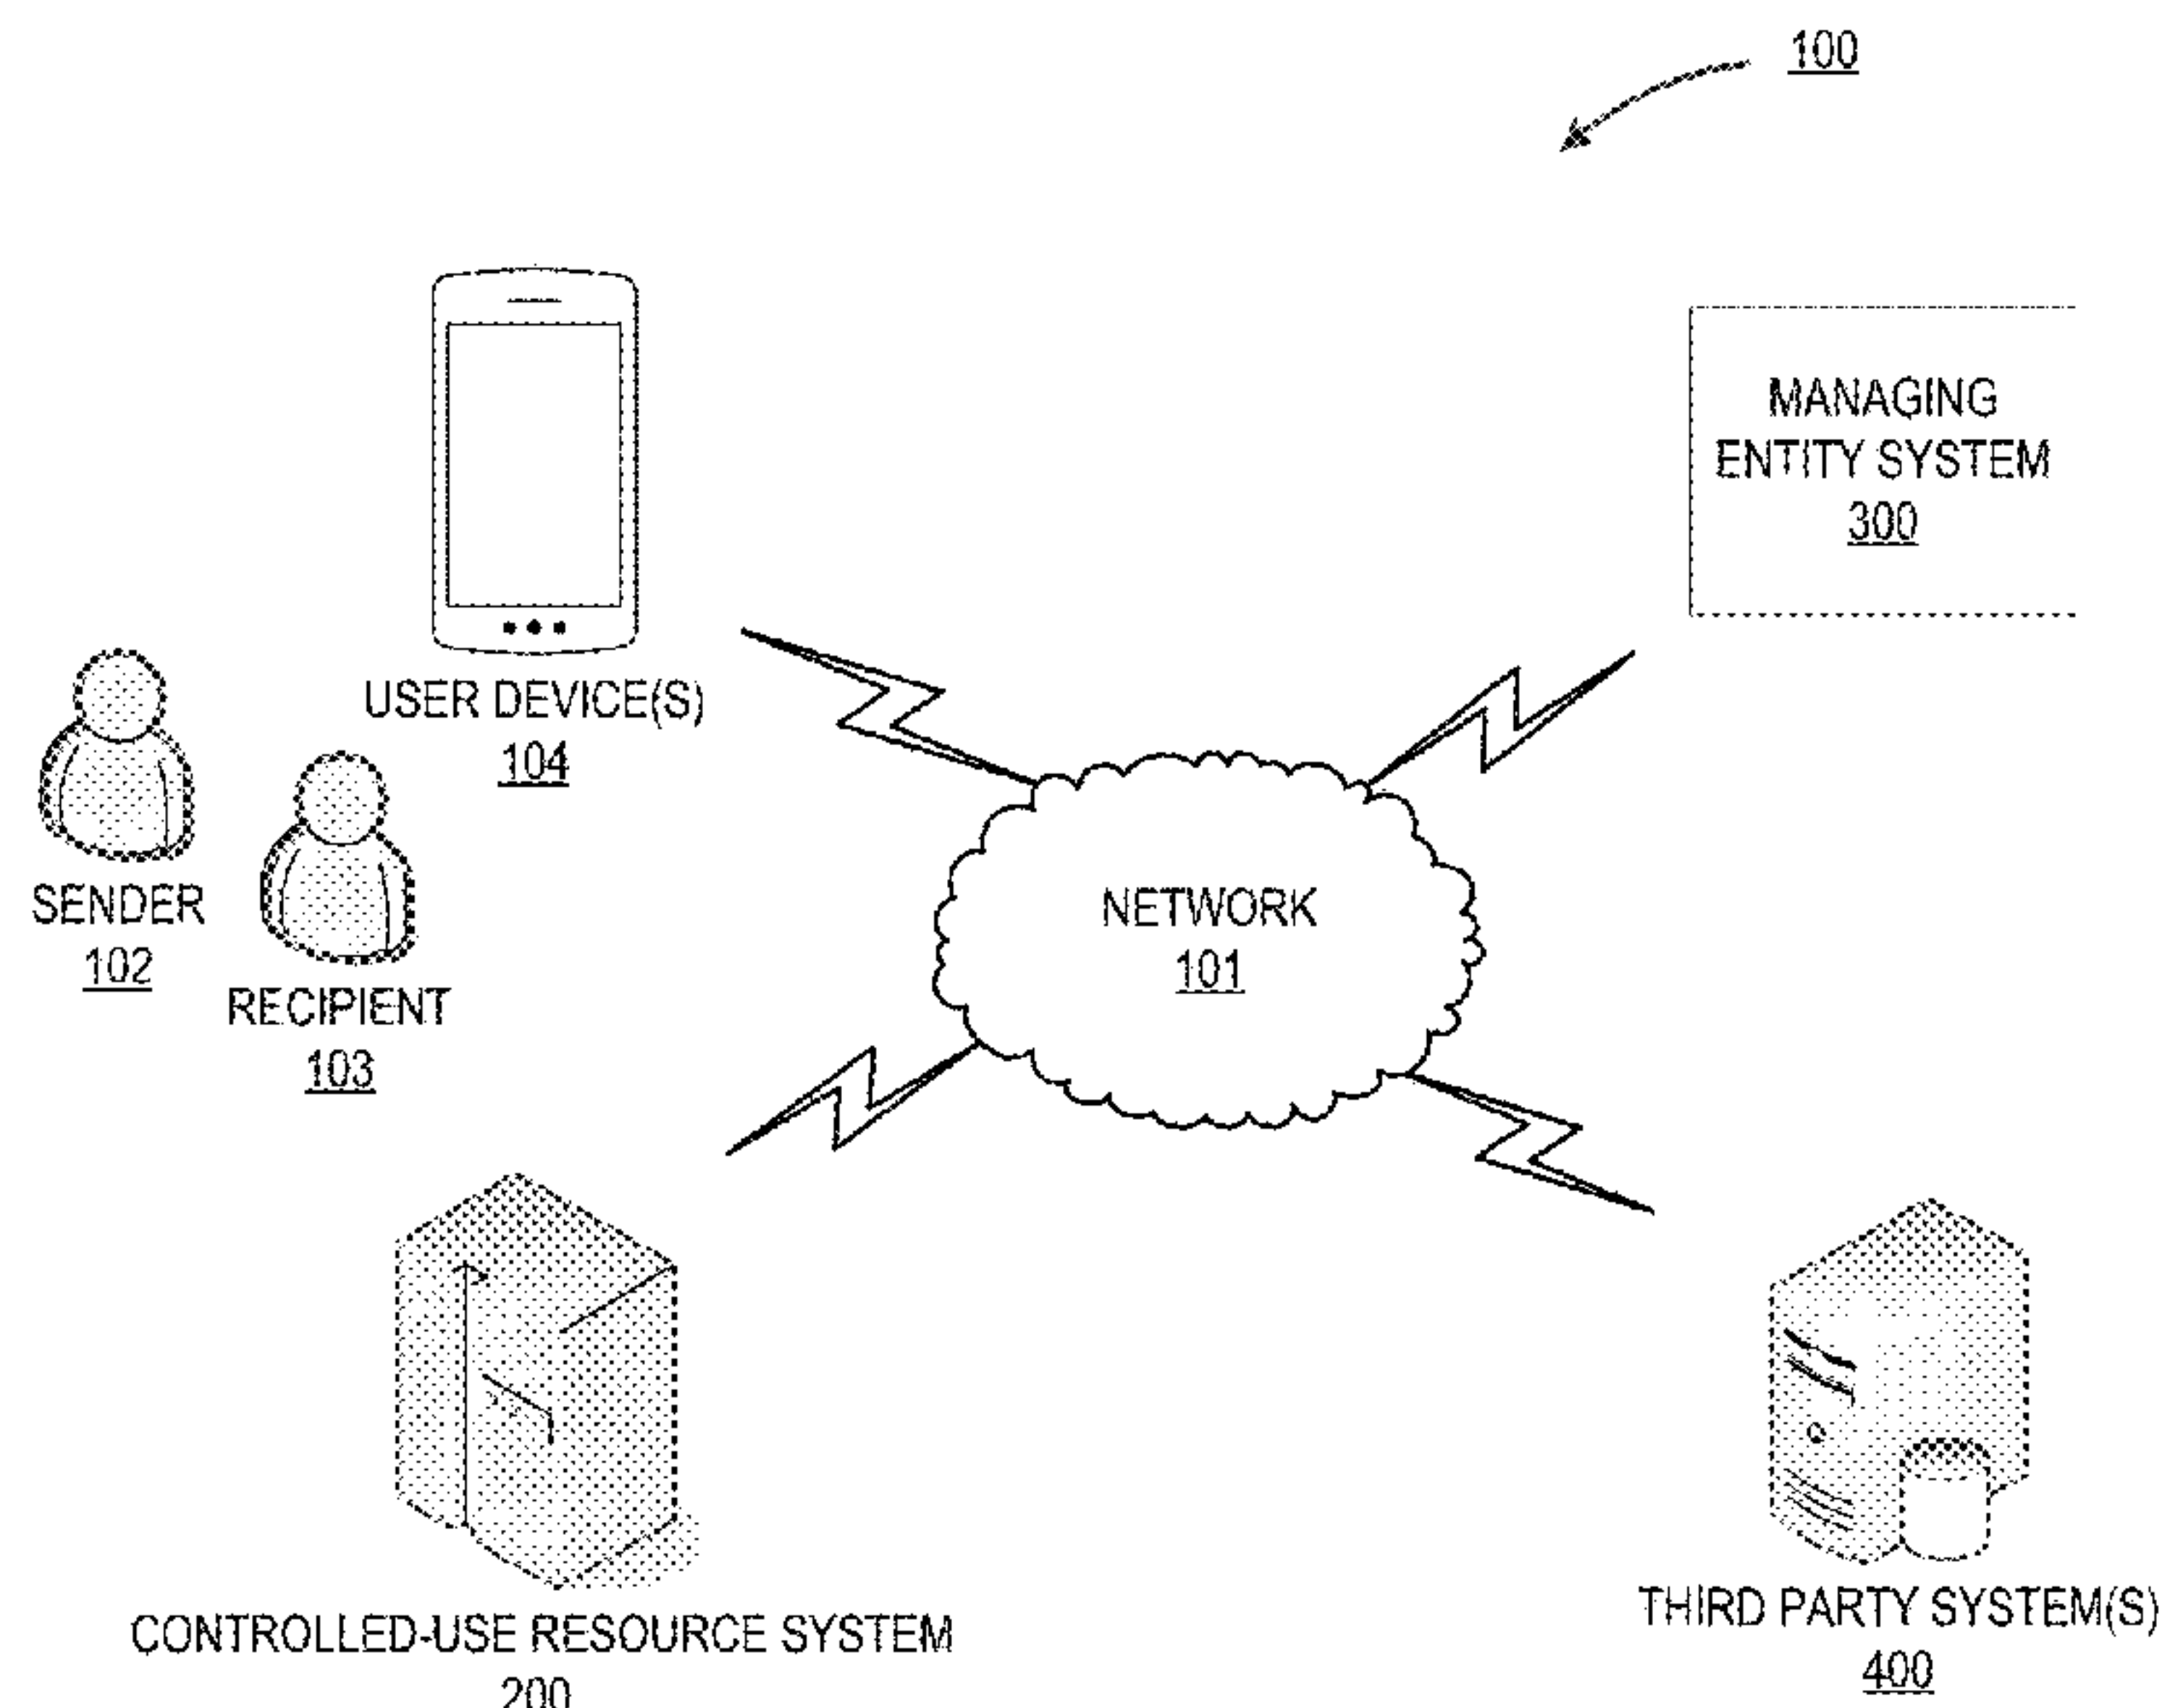 100
MANAGING
ENTITY SYSTEM
300
USER DEVICE(S)
104
SENDER
102
RECIPIENT
103
NETWORK
101
CONTROLLED-USE RESOURCE SYSTEM
200
THIRD PARTY SYSTEM(S)
400